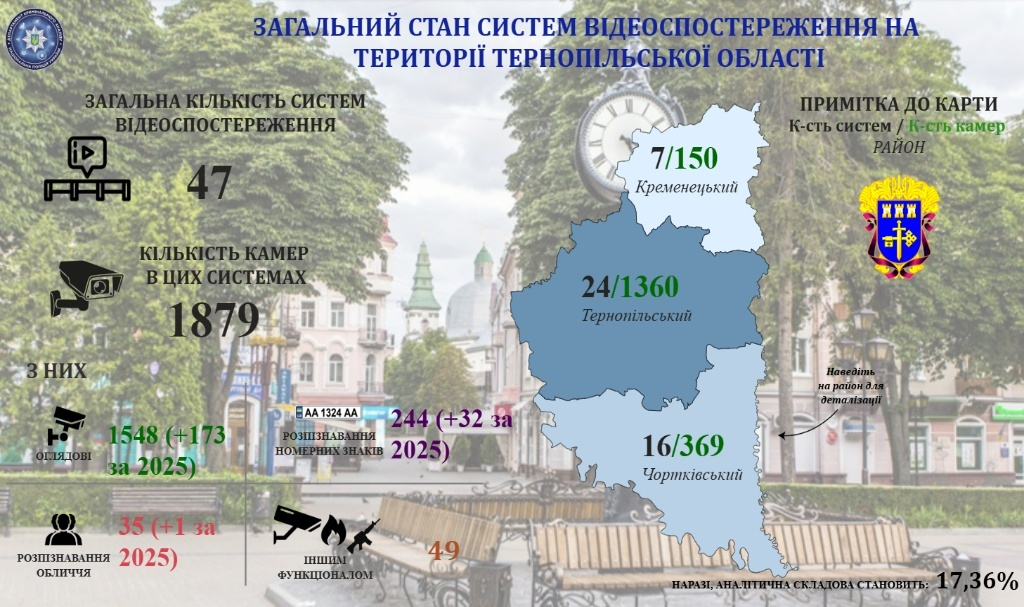 ЗАГАЛЬНИЙ СТАН СИСТЕМ ВІДЕОСПОСТЕРЕЖЕННЯ НА
ТЕРИТОРІЇ ТЕРНОПІЛЬСЬКОЇ ОБЛАСТІ
ЗАГАЛЬНА КІЛЬКІСТЬ СИСТЕМ
ВІДЕОСПОСТЕРЕЖЕННЯ
47
КІЛЬКІСТЬ КАМЕР
В ЦИХ СИСТЕМАХ
1879
З НИХ
ОГЛЯДОВІ
1548 (+173
за 2025)
АА 1324 АА
РОЗПІЗНАВАННЯ
НОМЕРНИХ ЗНАКІВ
244 (+32 за
2025)
РОЗПІЗНАВАННЯ
ОБЛИЧЧЯ
35 (+1 за
2025)
ІНШИМ
ФУНКЦІОНАЛОМ
49
7/150
Кременецький
24/1360
Тернопільський
16/369
Чортківський
ПРИМІТКА ДО КАРТИ
К-сть систем / К-сть камер
РАЙОН
Наведіть
на район для
деталізації
НАРАЗІ, АНАЛІТИЧНА СКЛАДОВА СТАНОВИТЬ: 17,36%